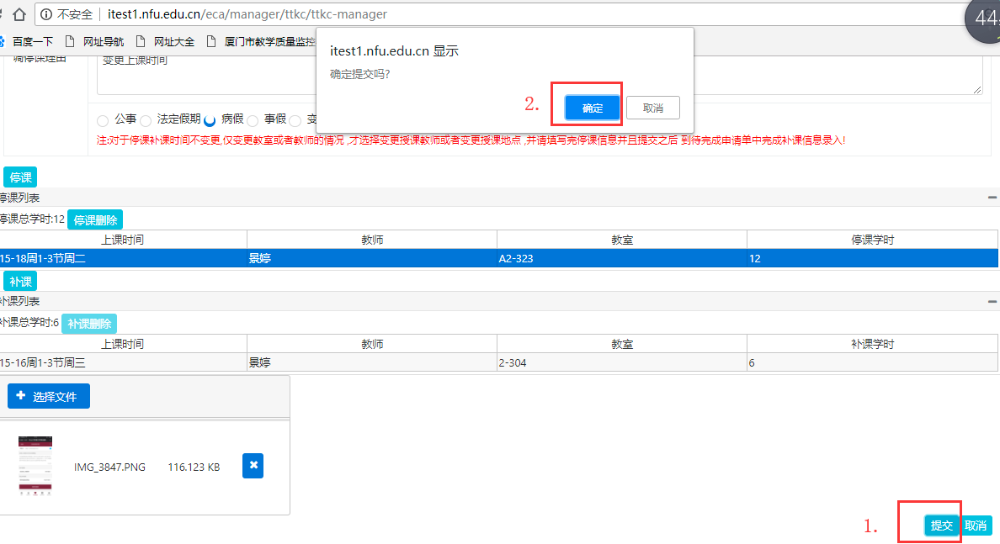 不安全 itest1.nfu.edu.cn/eca/manager/ttkc/ttkc-manager
44
百度一下 网址导航 网址大全 厦门市教学质量监控
itest1.nfu.edu.cn 显示
确定提交吗?
2.
确定 取消
调停课理由
变更上课时间
公事 法定假期 病假 事假 变
注:对于停课补课时间不变更,仅变更教室或者教师的情况 ,才选择变更授课教师或者变更授课地点 ,并请填写完停课信息并且提交之后 到待完成申请单中完成补课信息录入!
停课
停课列表
停课总学时:12 停课删除
上课时间 教师 教室 停课学时
15-18周1-3节周二 景婷 A2-323 12
补课
补课列表
补课总学时:6 补课删除
上课时间 教师 教室 补课学时
15-16周1-3节周三 景婷 2-304 6
选择文件
IMG_3847.PNG 116.123 KB
1.
提交 取消